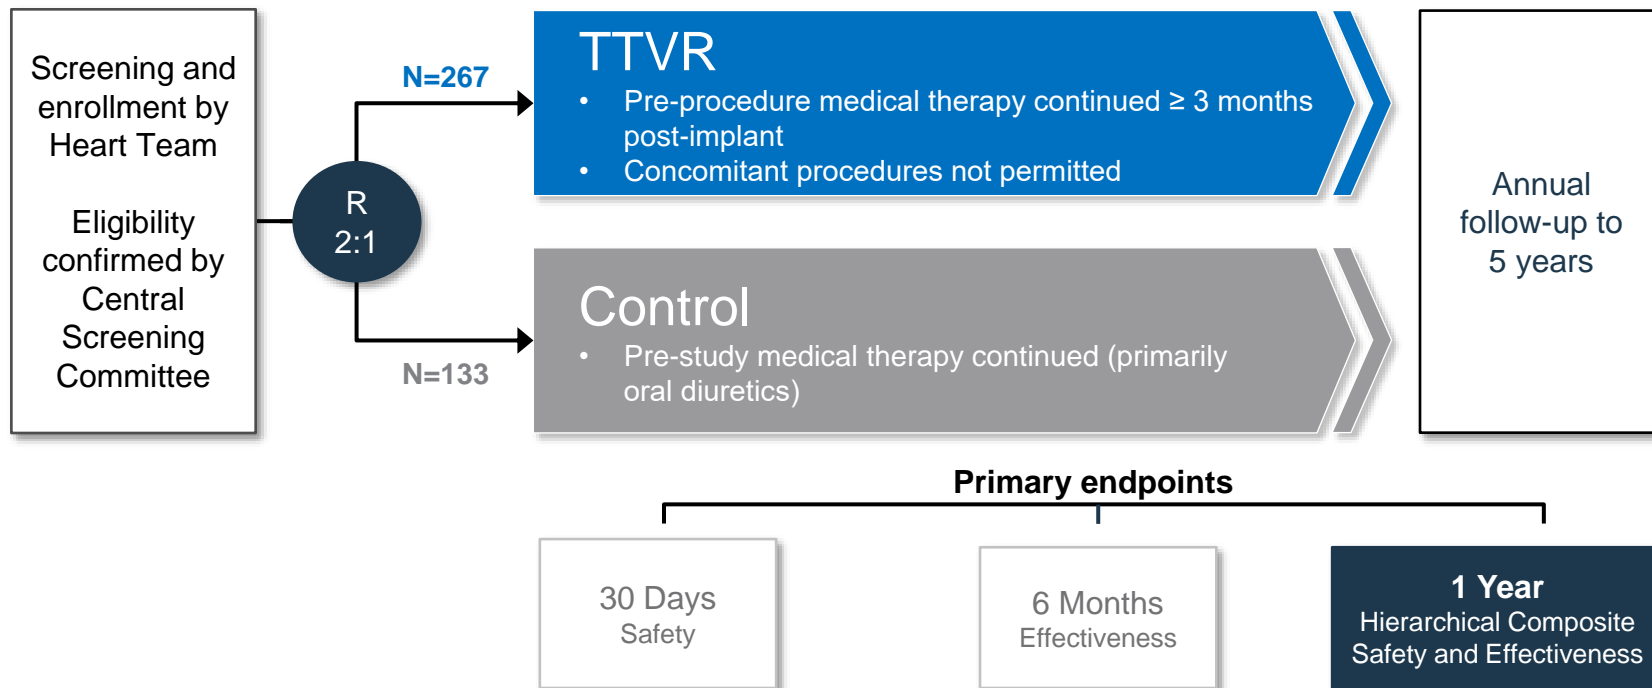 Screening and
enrollment by
Heart Team
Eligibility
confirmed by
Central
Screening
Committee
R
2:1
N=267
N=133
TTVR
• Pre-procedure medical therapy continued ≥ 3 months
post-implant
• Concomitant procedures not permitted
Control
• Pre-study medical therapy continued (primarily
oral diuretics)
Annual
follow-up to
5 years
Primary endpoints
30 Days
Safety
6 Months
Effectiveness
1 Year
Hierarchical Composite
Safety and Effectiveness